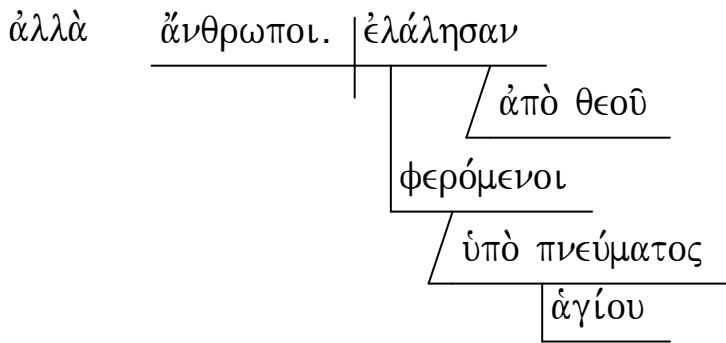 ἀλλὰ ἄνθρωποι. ἐλάλησαν
ἀπὸ θεοῦ
φερόμενοι
ὑπὸ πνεύματος
ἁγίου